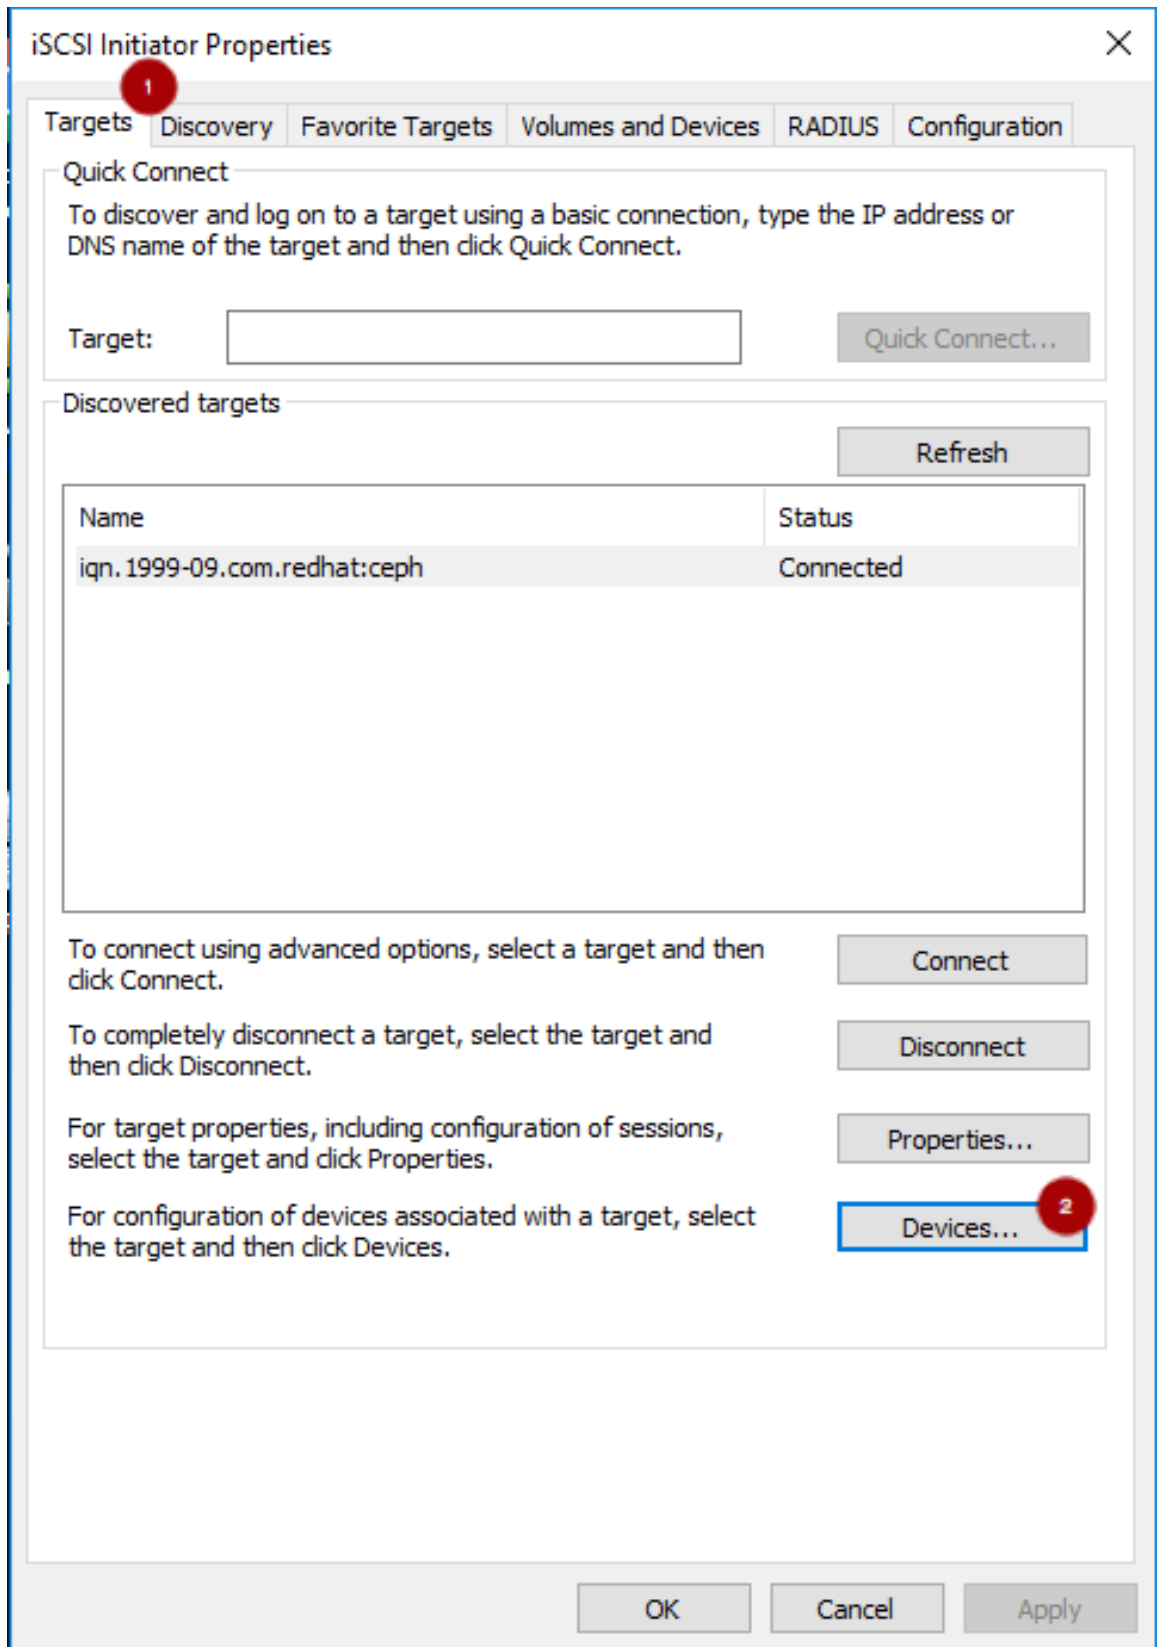 iSCSI Initiator Properties
1
Targets Discovery Favorite Targets Volumes and Devices RADIUS Configuration
Quick Connect
To discover and log on to a target using a basic connection, type the IP address or
DNS name of the target and then click Quick Connect.
Target: Quick Connect...
Discovered targets
Refresh
Name Status
iqn.1999-09.com.redhat:ceph Connected
To connect using advanced options, select a target and then
click Connect.
Connect
To completely disconnect a target, select the target and
then click Disconnect.
Disconnect
For target properties, including configuration of sessions,
select the target and click Properties.
Properties...
For configuration of devices associated with a target, select
the target and then click Devices.
2
Devices...
OK Cancel Apply